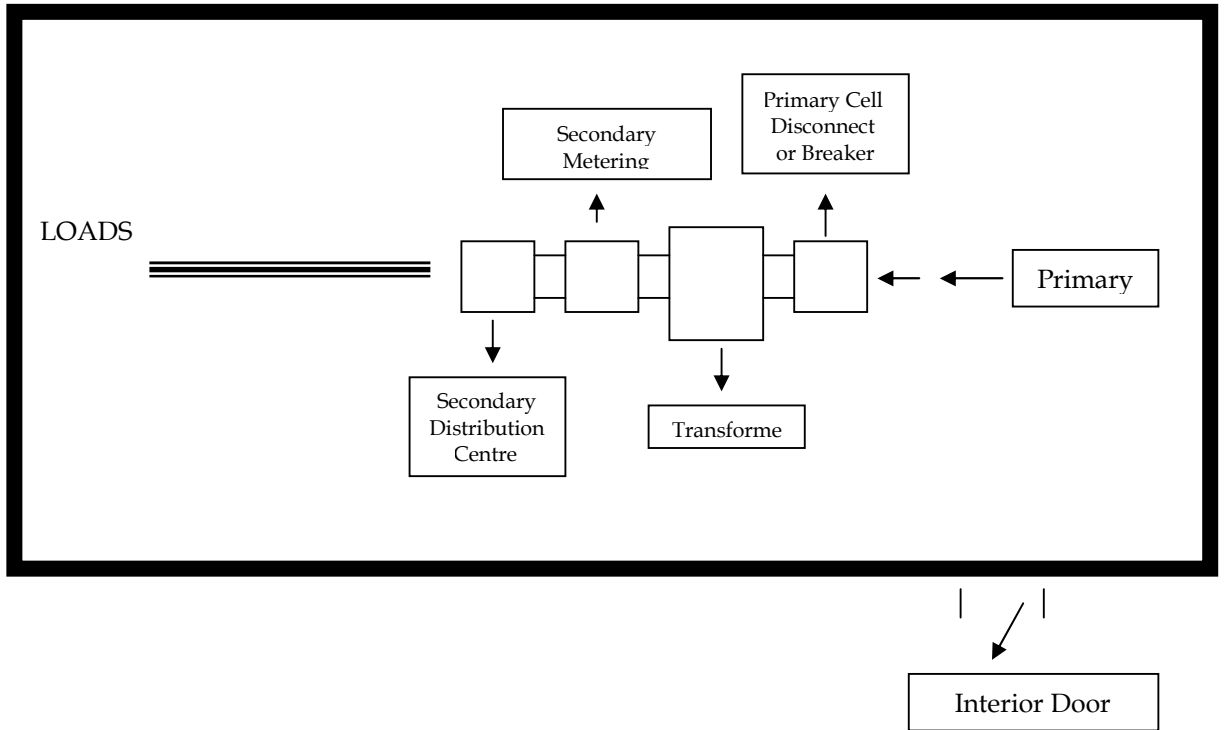 Primary Cell
Disconnect
or Breaker
Secondary
Metering
LOADS
Primary
Secondary
Distribution
Centre
Transforme
Interior Door